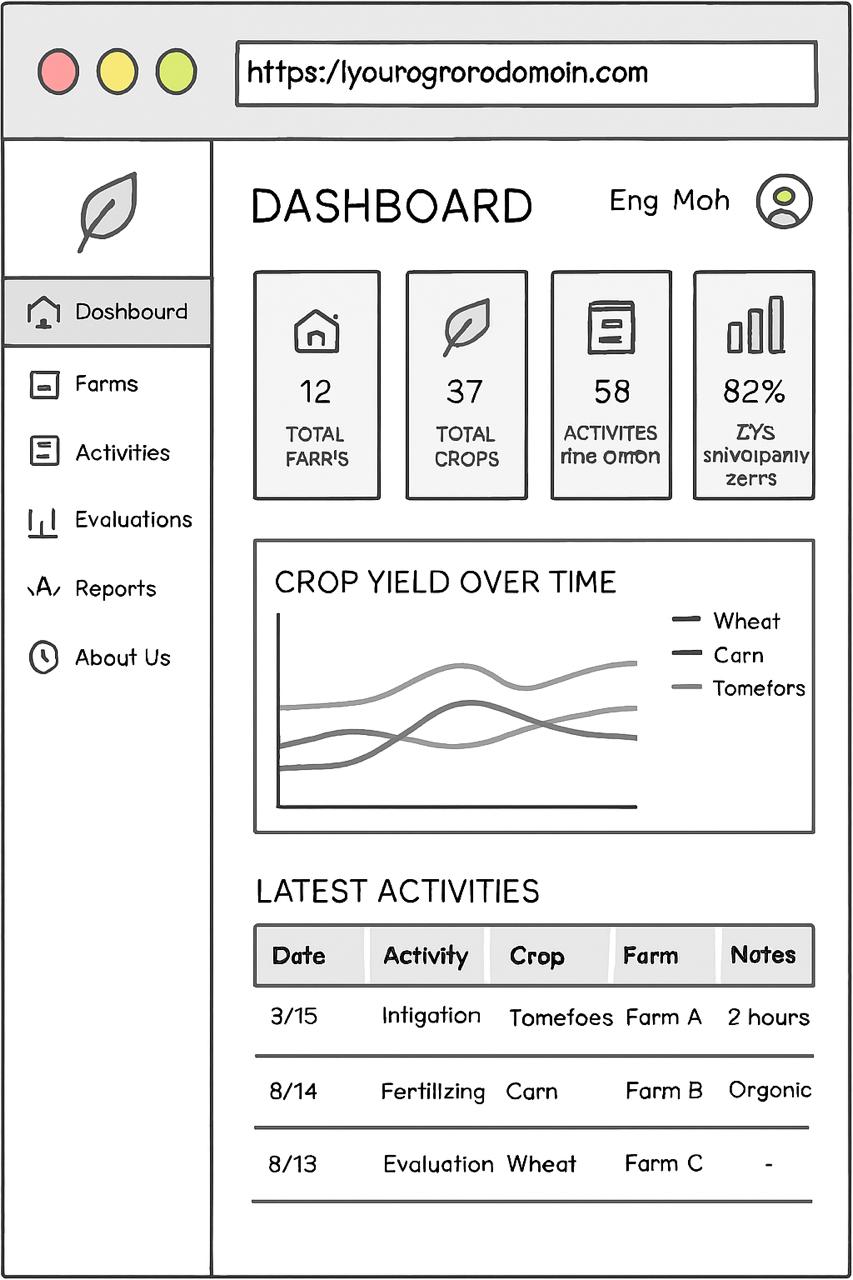 https:/lyourogrorodomoin.com
DASHBOARD
Eng Moh
Doshbourd
Farms
Activities
Evaluations
Reports
About Us
12
TOTAL
FARR'S
37
TOTAL
CROPS
58
ACTIVITES
rine omon
82%
ΣYS
snivolpanly
zerrs
CROP YIELD OVER TIME
Wheat
Carn
Tomefors
LATEST ACTIVITIES
Date Activity Crop Farm Notes
3/15 Intigation Tomefoes Farm A 2 hours
8/14 Fertillzing Carn Farm B Orgonic
8/13 Evaluation Wheat Farm C -